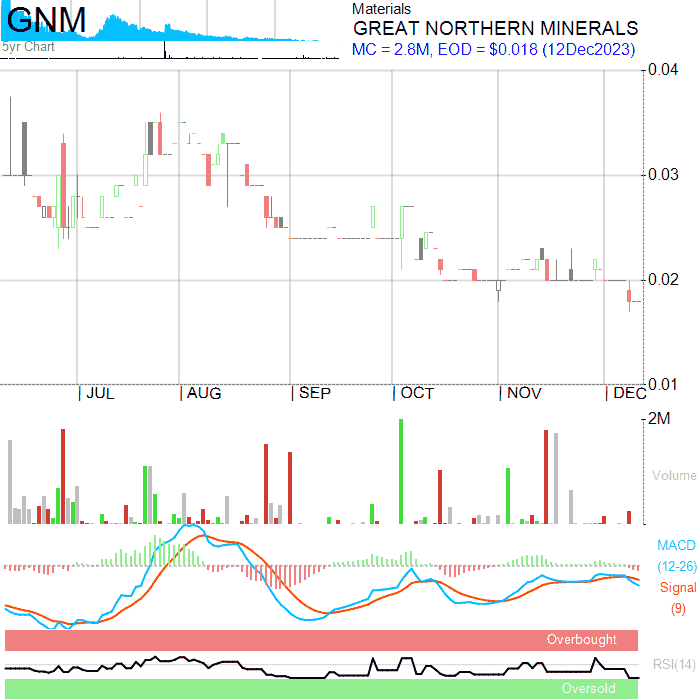 GNM
5yr Chart
Materials
GREAT NORTHERN MINERALS
MC = 2.8M, EOD = $0.018 (12Dec2023)
0.04
0.03
0.02
0.01
JUL AUG SEP OCT NOV DEC
2M
Volume
MACD
(12-26)
Signal
(9)
Overbought
RSI(14)
Oversold